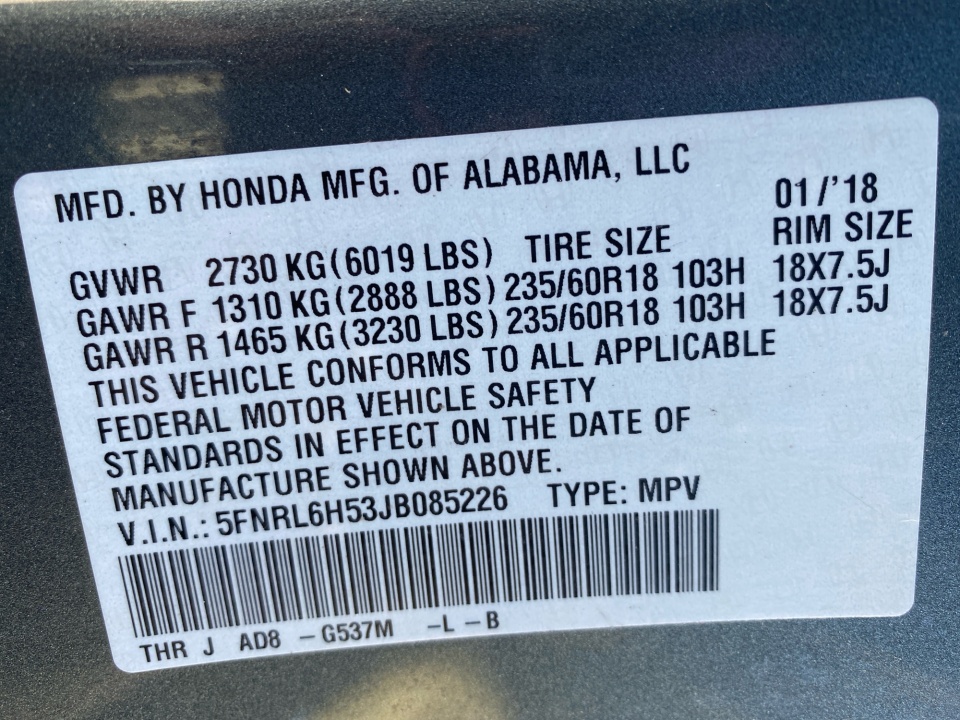 MFD. BY HONDA MFG. OF ALABAMA, LLC
01/'18
GVWR 2730 KG(6019 LBS) TIRE SIZE RIM SIZE
GAWR F 1310 KG(2888 LBS) 235/60R18 103H 18X7.5J
GAWR R 1465 KG(3230 LBS) 235/60R18 103H 18X7.5J
THIS VEHICLE CONFORMS TO ALL APPLICABLE
FEDERAL MOTOR VEHICLE SAFETY
STANDARDS IN EFFECT ON THE DATE OF
MANUFACTURE SHOWN ABOVE.
V.I.N.: 5FNRL6H53JB085226 TYPE: MPV
THR J AD8 -G537M -L -B